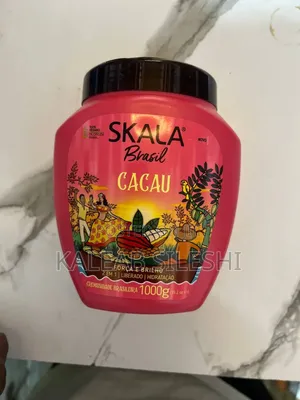 SKALA
Brasil
CACAU
KALEAB SILESHI
FORÇA E BRILHO
2 EM 1 | LIBERADO | HIDRATAÇÃO
1000g